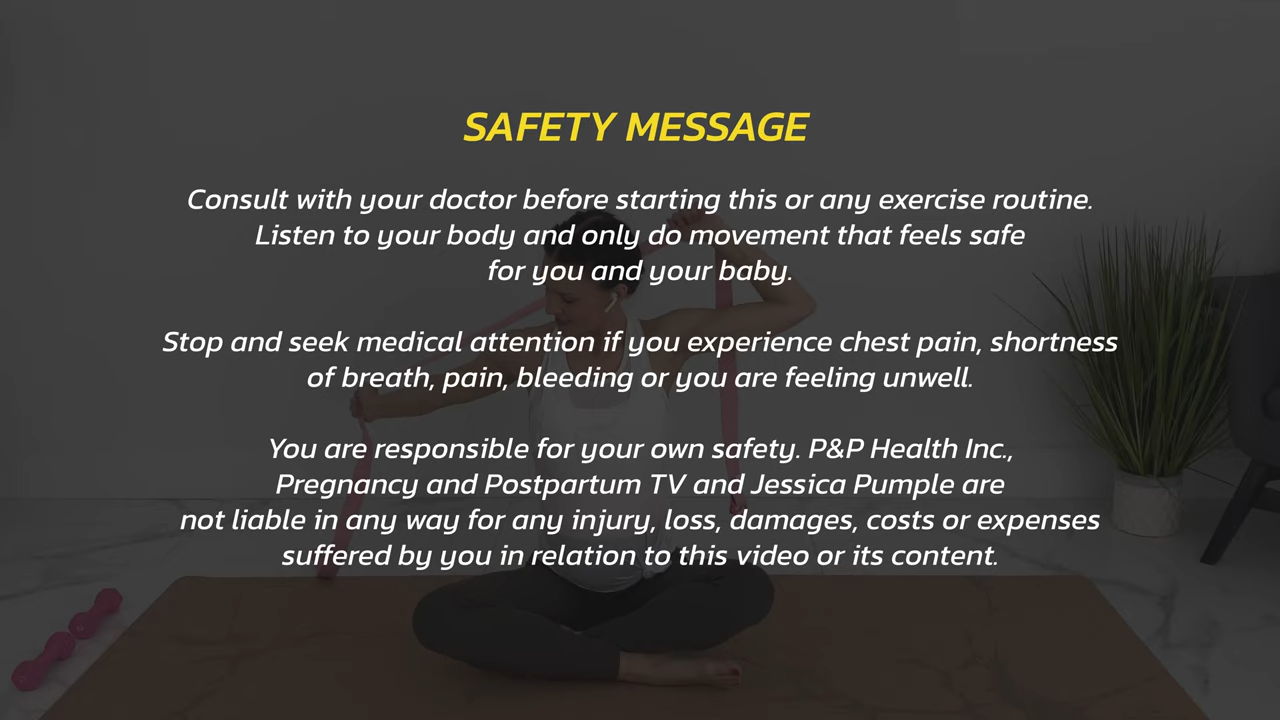 SAFETY MESSAGE
Consult with your doctor before starting this or any exercise routine.
Listen to your body and only do movement that feels safe
for you and your baby.
Stop and seek medical attention if you experience chest pain, shortness
of breath, pain, bleeding or you are feeling unwell.
You are responsible for your own safety. P&P Health Inc.,
Pregnancy and Postpartum TV and Jessica Pumple are
not liable in any way for any injury, loss, damages, costs or expenses
suffered by you in relation to this video or its content.